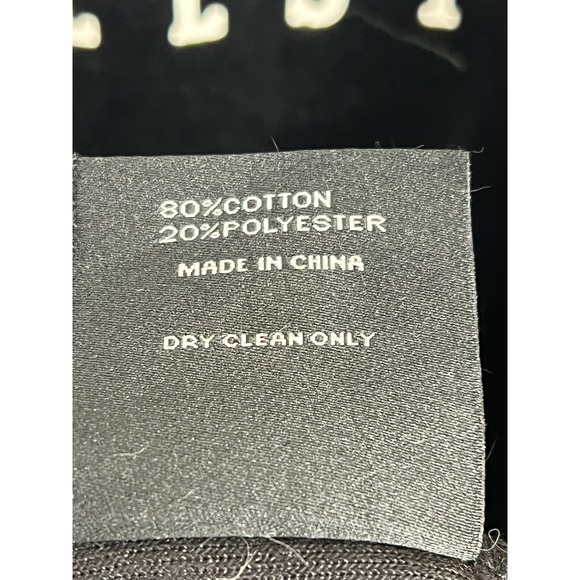 80%COTTON
20%POLYESTER
MADE IN CHINA
DRY CLEAN ONLY